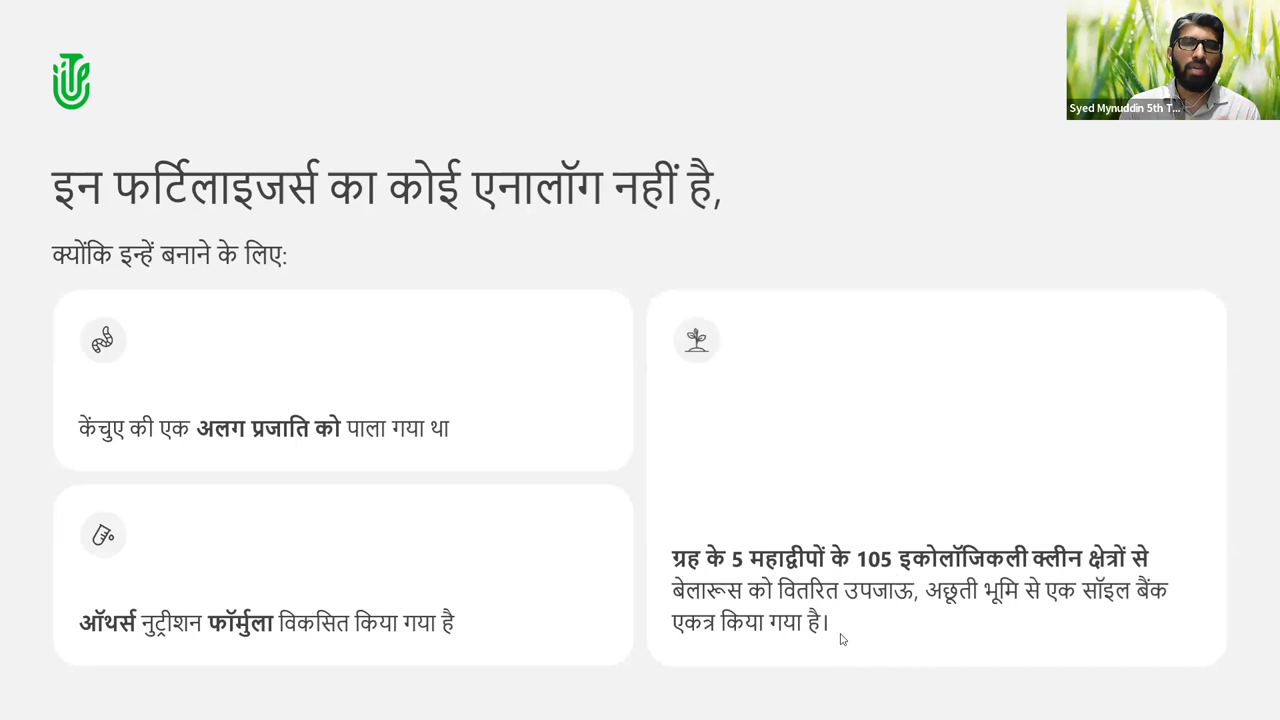 Syed Mynuddin 5th T...
इन फर्टिलाइजर्स का कोई एनालॉग नहीं है,
क्योंकि इन्हें बनाने के लिए:
केंचुए की एक अलग प्रजाति को पाला गया था
ऑथर्स नुट्रीशन फॉर्मुला विकसित किया गया है
ग्रह के 5 महाद्वीपों के 105 इकोलॉजिकली क्लीन क्षेत्रों से
बेलारूस को वितरित उपजाऊ, अछूती भूमि से एक सॉइल बैंक
एकत्र किया गया है।